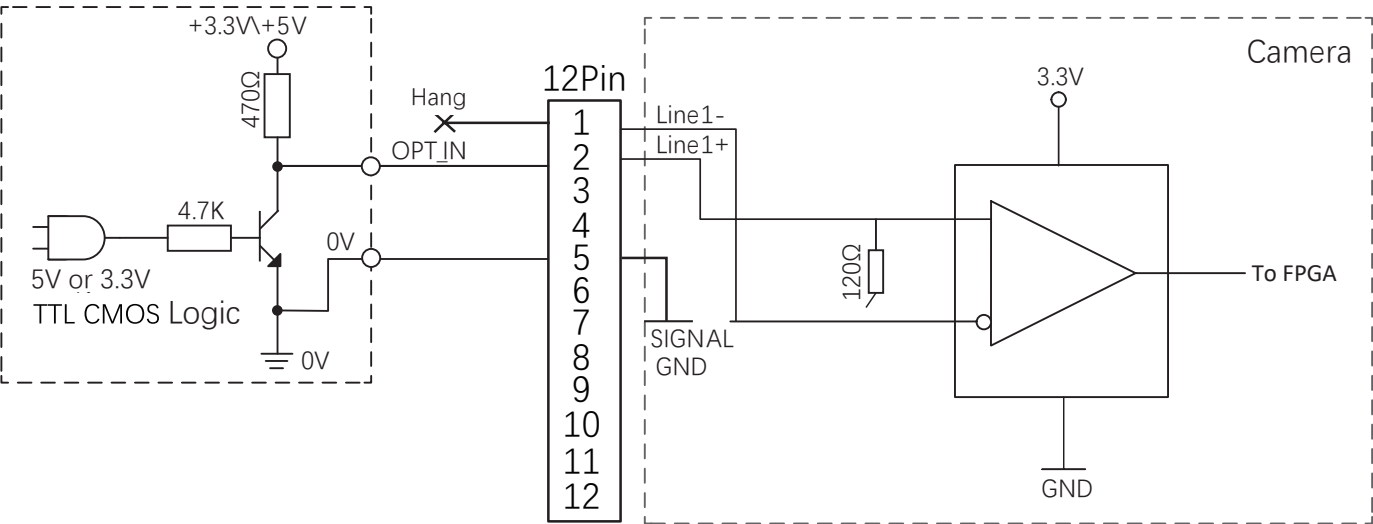 +3.3V\+5V
470Ω
4.7K
5V or 3.3V
TTL CMOS Logic
0V
0V
Hang
OPT_IN
12Pin
1
2
3
4
5
6
7
8
9
10
11
12
Line1-
Line1+
SIGNAL
GND
Camera
3.3V
120Ω
To FPGA
GND